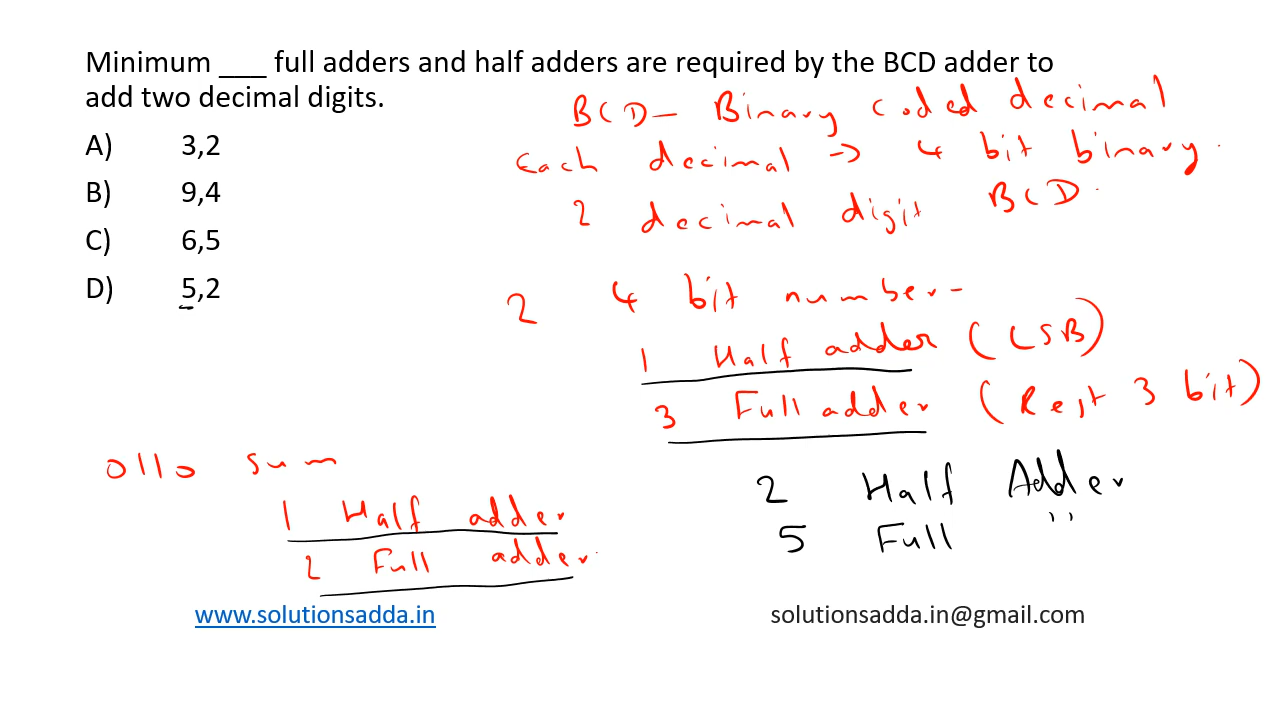 Minimum ___ full adders and half adders are required by the BCD adder to
add two decimal digits.
A) 3,2
B) 9,4
C) 6,5
D) 5,2
BCD - Binary coded decimal
Each decimal -> 4 bit binary.
2 decimal digit BCD.
2 4 bit number -
1 Half adder (LSB)
3 Full adder (Rest 3 bit)
0110 sum
1 Half adder
2 Full adder.
2 Half Adder
5 Full ''
www.solutionsadda.in
solutionsadda.in@gmail.com